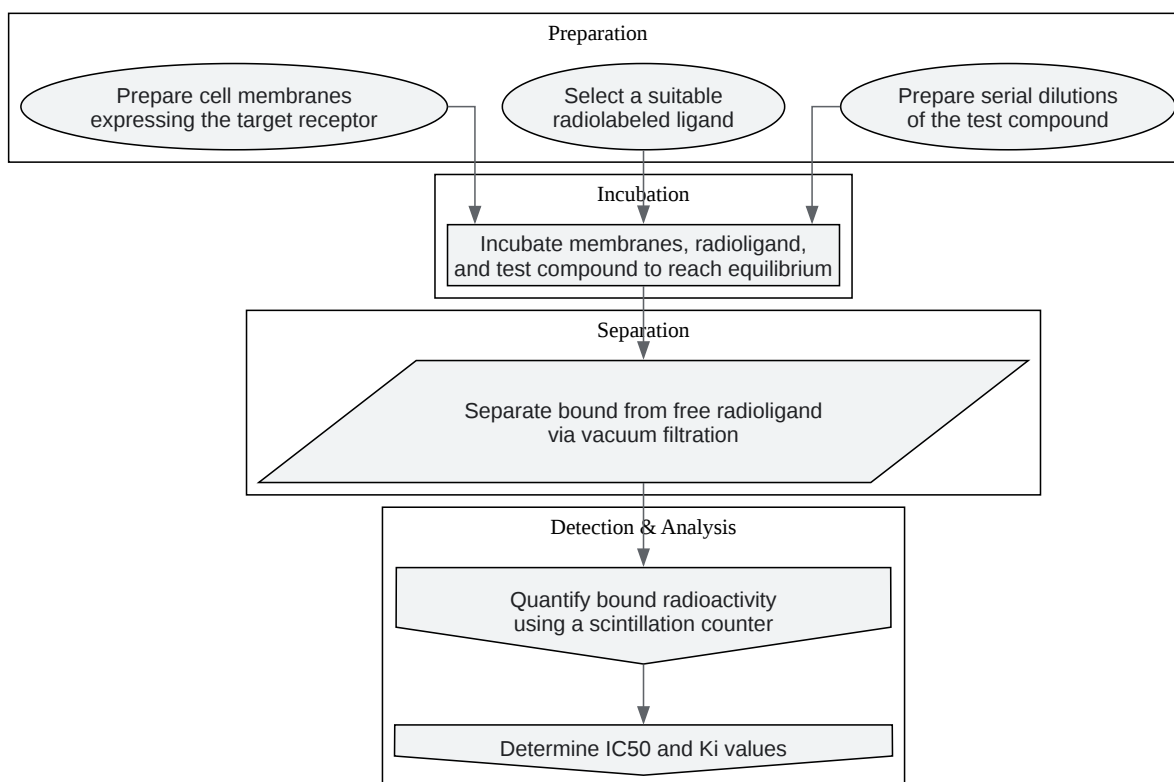 Preparation
Prepare cell membranes
expressing the target receptor
Select a suitable
radiolabeled ligand
Prepare serial dilutions
of the test compound
Incubation
Incubate membranes, radioligand,
and test compound to reach equilibrium
Separation
Separate bound from free radioligand
via vacuum filtration
Detection & Analysis
Quantify bound radioactivity
using a scintillation counter
Determine IC50 and Ki values